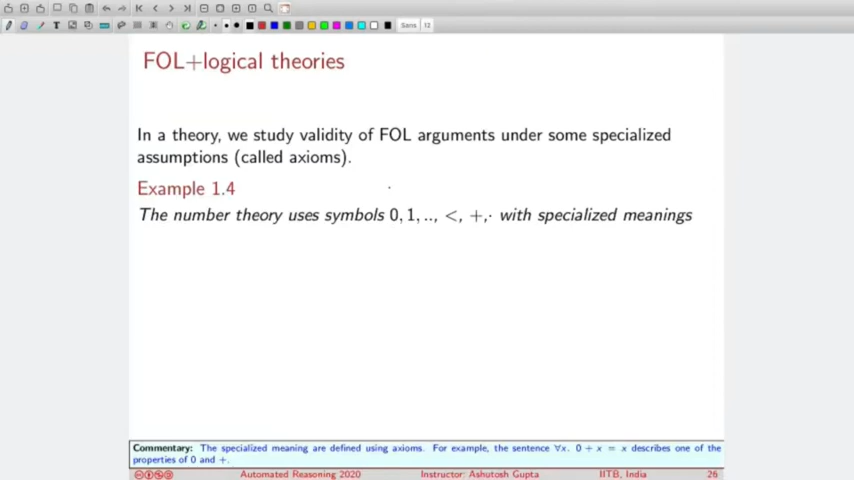 T
Sans 12
FOL+logical theories
In a theory, we study validity of FOL arguments under some specialized
assumptions (called axioms).
Example 1.4
The number theory uses symbols 0, 1, .., <, +,· with specialized meanings
Commentary: The specialized meaning are defined using axioms. For example, the sentence ∀x. 0 + x = x describes one of the
properties of 0 and +.
Automated Reasoning 2020 Instructor: Ashutosh Gupta IITB, India 26